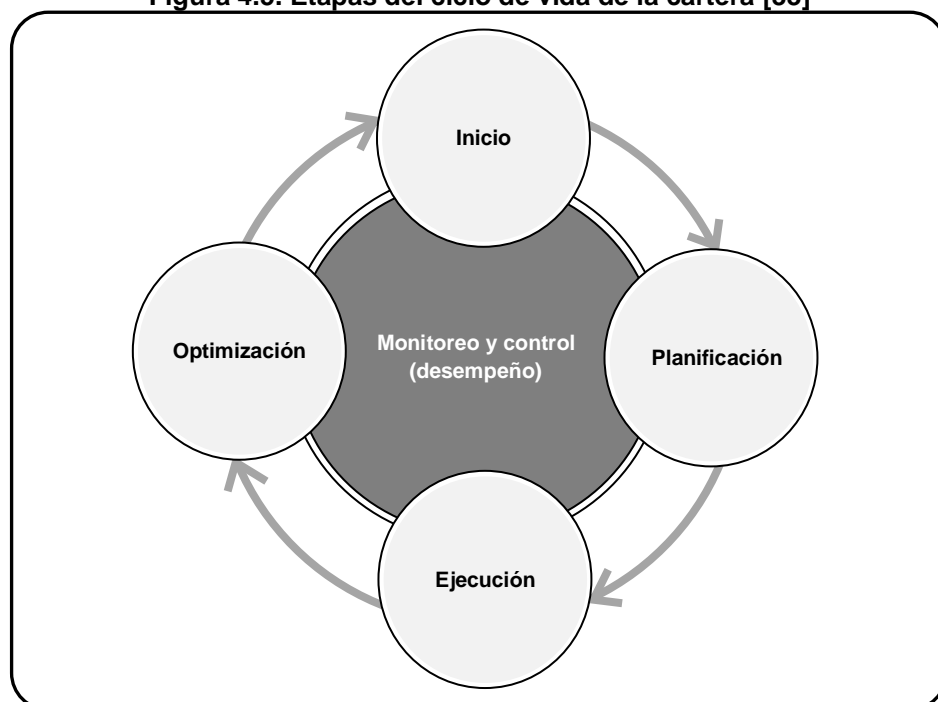 Figura Etapas del ciclo de vida de la cartera
Inicio
Optimización
Monitoreo y control
(desempeño)
Planificación
Ejecución